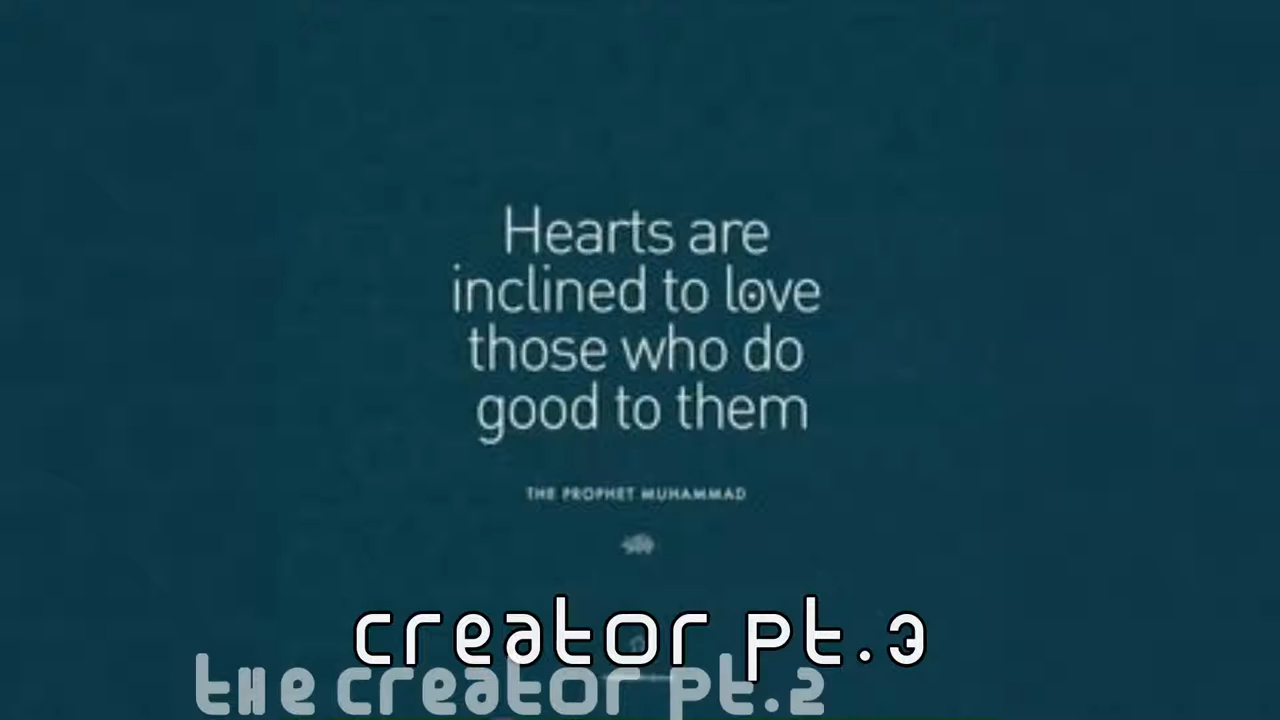 Hearts are
inclined to love
those who do
good to them
THE PROPHET MUHAMMAD
creator pt.3
the creator pt.2